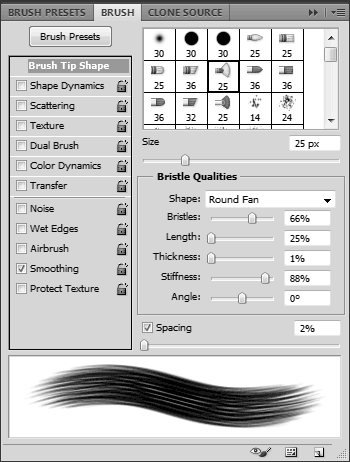 BRUSH PRESETS BRUSH CLONE SOURCE
Brush Presets
Brush Tip Shape
Shape Dynamics
Scattering
Texture
Dual Brush
Color Dynamics
Transfer
Noise
Wet Edges
Airbrush
Smoothing
Protect Texture
30 30 30 25 25
25 36 25 36 36
36 32 25 14 24
Size 25 px
Bristle Qualities
Shape: Round Fan
Bristles: 66%
Length: 25%
Thickness: 1%
Stiffness: 88%
Angle: 0°
Spacing 2%